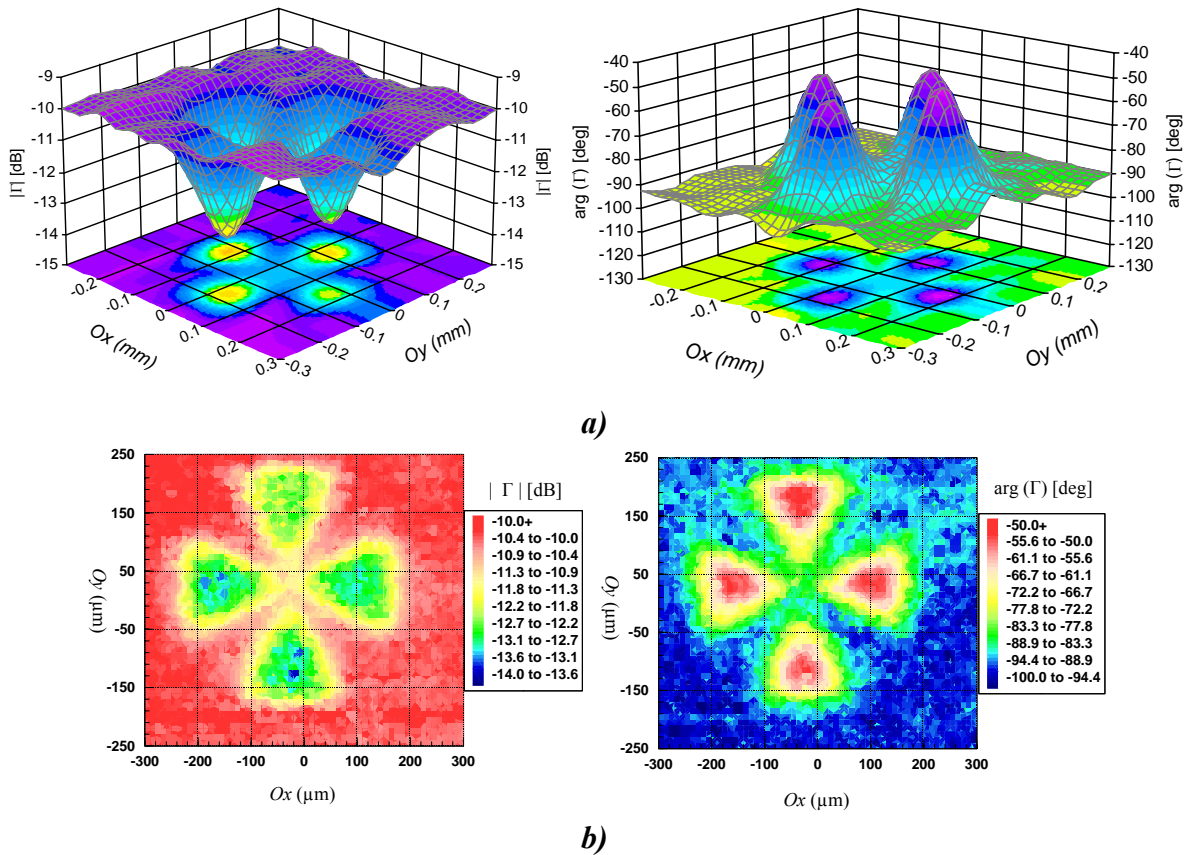 -9
-10
-11
-12
-13
-14
-15
|Γ| [dB]
-9
-10
-11
-12
-13
-14
-15
|Γ| [dB]
-0.2
-0.1
0
0.1
0.2
0.3
Ox (mm)
-0.3
-0.2
-0.1
0
0.1
0.2
Oy (mm)
-40
-50
-60
-70
-80
-90
-100
-110
-120
-130
arg (Γ) [deg]
-40
-50
-60
-70
-80
-90
-100
-110
-120
-130
arg (Γ) [deg]
-0.2
-0.1
0
0.1
0.2
0.3
Ox (mm)
-0.3
-0.2
-0.1
0
0.1
0.2
Oy (mm)
a)
250
150
50
-50
-150
-250
Oy (µm)
-300 -200 -100 0 100 200 300
Ox (µm)
| Γ | [dB]
-10.0+
-10.4 to -10.0
-10.9 to -10.4
-11.3 to -10.9
-11.8 to -11.3
-12.2 to -11.8
-12.7 to -12.2
-13.1 to -12.7
-13.6 to -13.1
-14.0 to -13.6
250
150
50
-50
-150
-250
Oy (µm)
-300 -200 -100 0 100 200 300
Ox (µm)
arg (Γ) [deg]
-50.0+
-55.6 to -50.0
-61.1 to -55.6
-66.7 to -61.1
-72.2 to -66.7
-77.8 to -72.2
-83.3 to -77.8
-88.9 to -83.3
-94.4 to -88.9
-100.0 to -94.4
b)